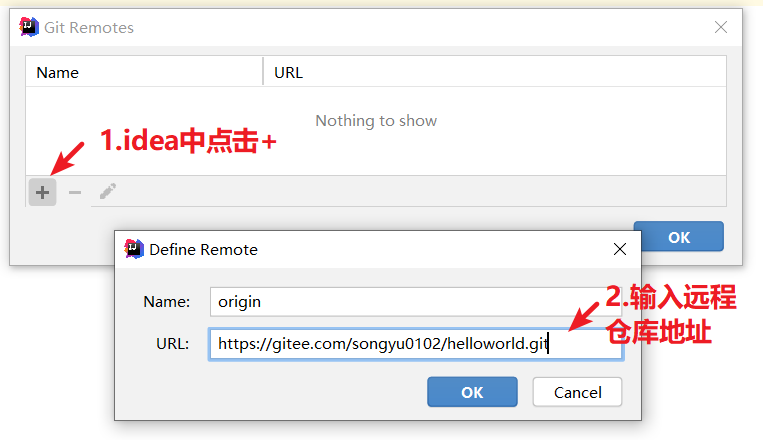 Git Remotes
Name
URL
Nothing to show
1.idea中点击+
OK
Define Remote
Name:
origin
2.输入远程
仓库地址
URL:
https://gitee.com/songyu0102/helloworld.git
OK
Cancel